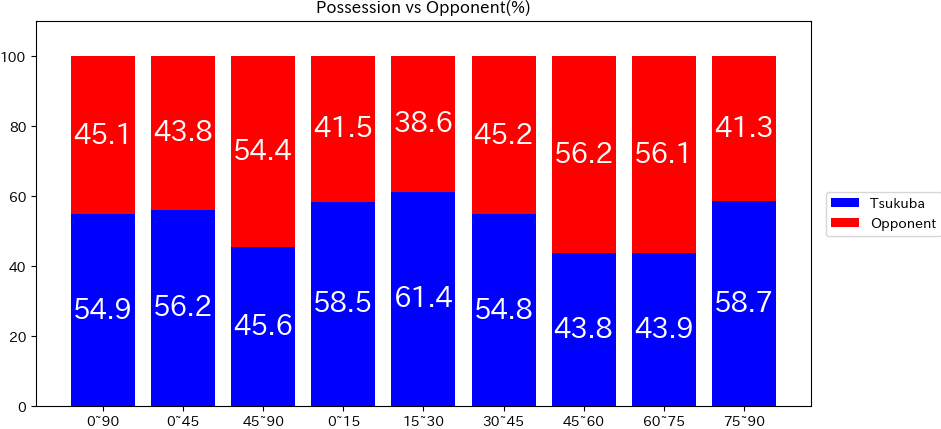 Possession vs Opponent(%)
100
80
60
40
20
0
45.1 43.8 54.4 41.5 38.6 45.2 56.2 56.1 41.3
54.9 56.2 45.6 58.5 61.4 54.8 43.8 43.9 58.7
0~90 0~45 45~90 0~15 15~30 30~45 45~60 60~75 75~90
Tsukuba
Opponent